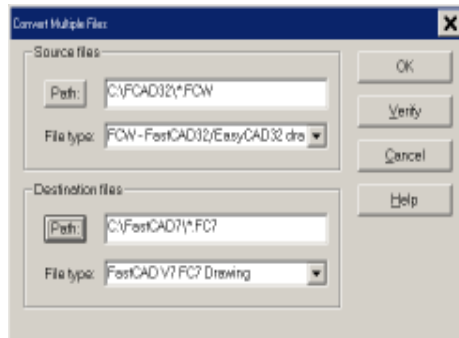 Convert Multiple Files
Source files
Path: C:\FCAD32\*.FCW
File type: FCW - FastCAD32/EasyCAD32 dra
Destination files
Path: C:\FastCAD7\*.FC7
File type: FastCAD V7 FC7 Drawing
OK
Verify
Cancel
Help